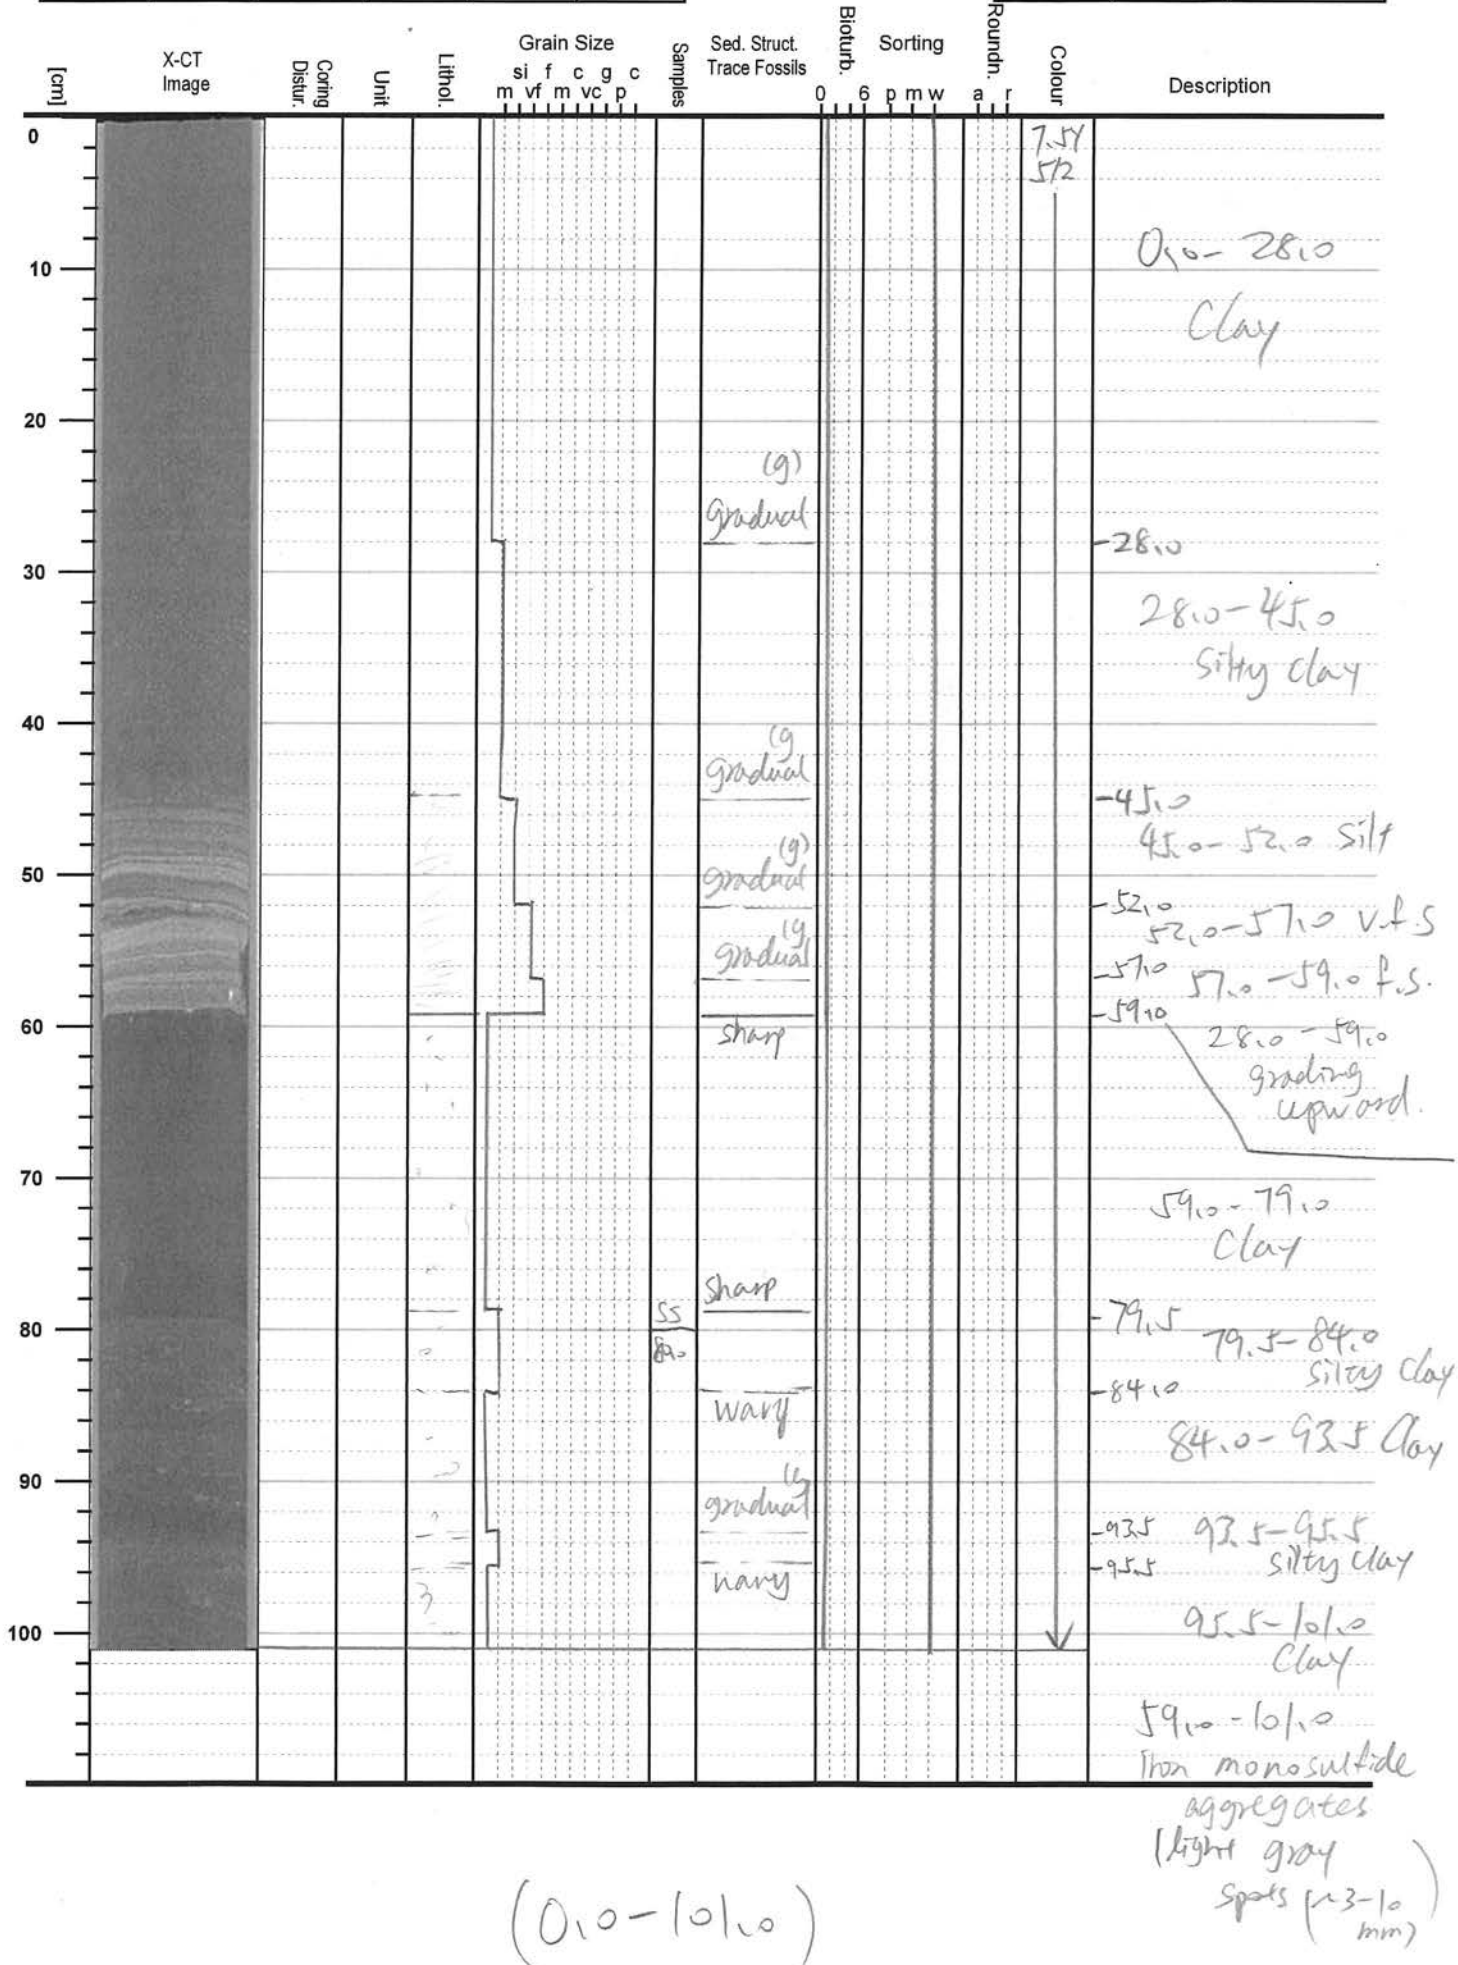 [cm]
X-CT
Image
Coring
Distur.
Unit
Lithol.
Grain Size
si f c g c
m vf m vc p
Samples
Sed. Struct.
Trace Fossils
Bioturb.
0 6
Sorting
p m w
Roundn.
a r
Colour
Description
0
10
20
30
40
50
60
70
80
90
100
7.5Y
5/2
0.0 - 28.0
Clay
(g)
gradual
-28.0
28.0 - 45.0
Silty clay
(g
gradual
-45.0
45.0 - 52.0 Silt
(g)
gradual
-52.0
52.0 - 57.0 v.f.s
(g
gradual
-57.0
57.0 - 59.0 f.s.
-59.0
sharp
28.0 - 59.0
grading
upword.
59.0 - 79.0
Clay
Sharp
SS
80.0
-79.5
79.5 - 84.0
silty clay
-84.0
wavy
84.0 - 93.5 Clay
gradual
-93.5
93.5 - 95.5
silty clay
-95.5
wavy
95.5 - 101.0
Clay
59.0 - 101.0
Iron monosulfide
aggregates
(light gray
spots (~3-10
mm)
)
(0.0 - 101.0)